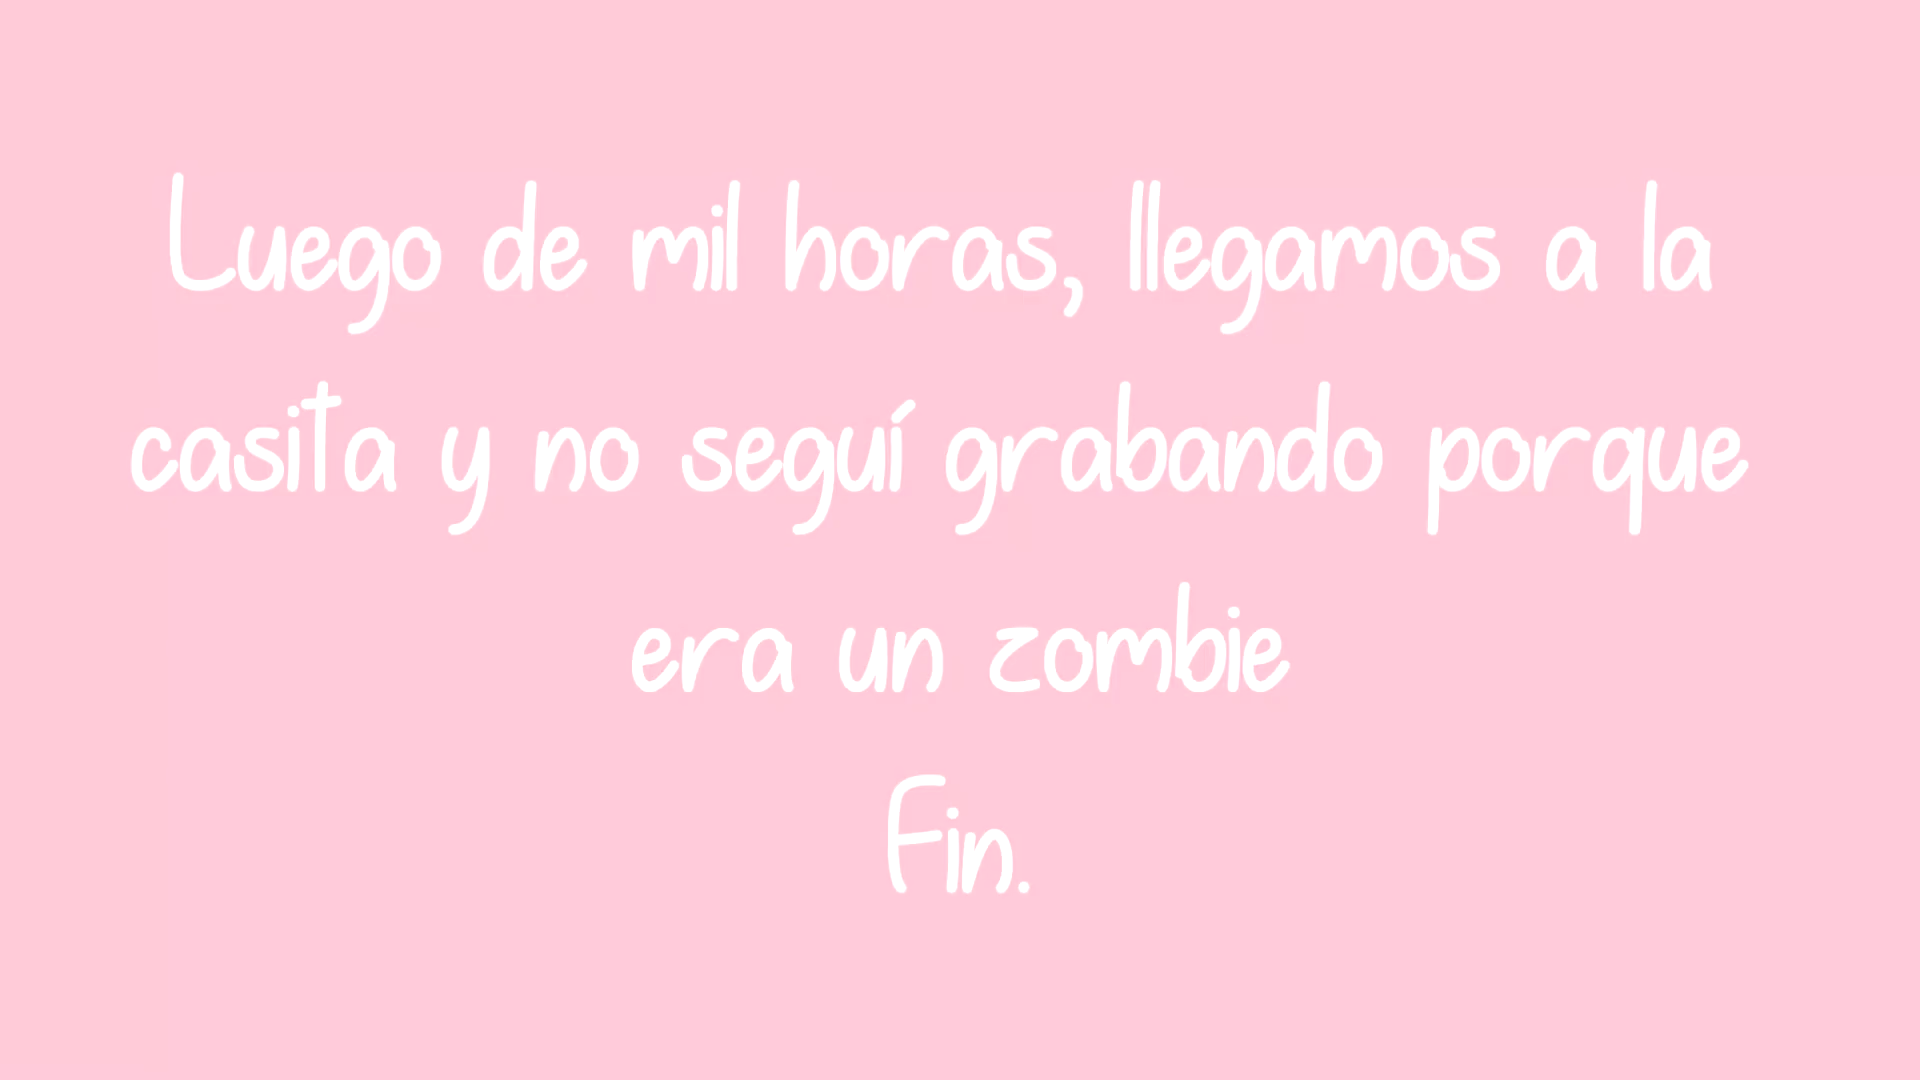 Luego de mil horas, llegamos a la
casita y no seguí grabando porque
era un zombie
Fin.